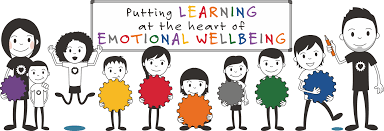 Putting LEARNING
at the heart of
EMOTIONAL WELLBEING